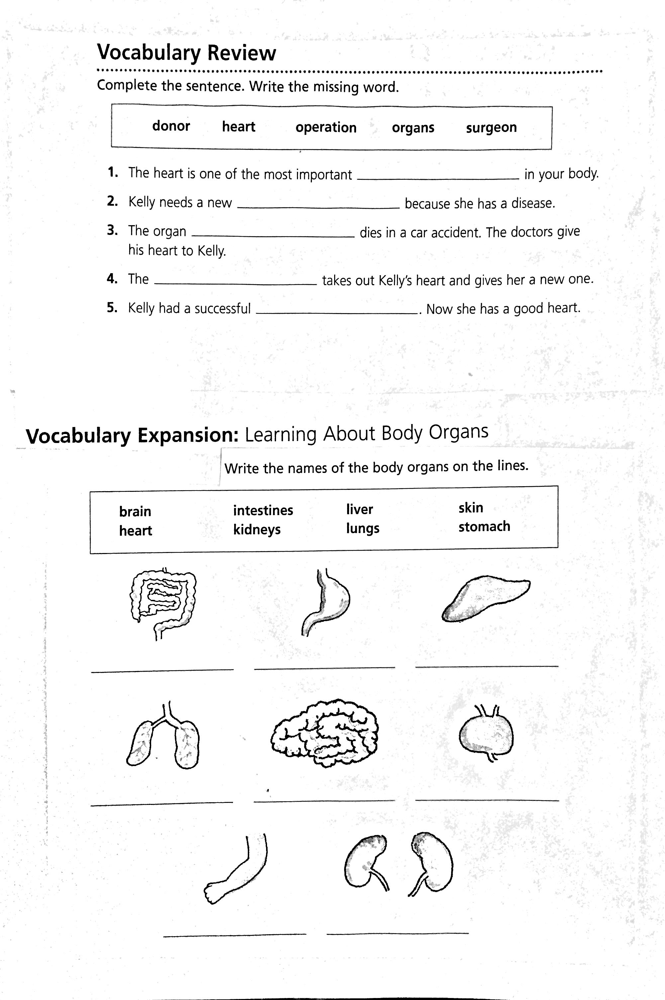 Vocabulary Review
Complete the sentence. Write the missing word.
donor heart operation organs surgeon
1. The heart is one of the most important ____________ in your body.
2. Kelly needs a new ____________ because she has a disease.
3. The organ ____________ dies in a car accident. The doctors give
his heart to Kelly.
4. The ____________ takes out Kelly's heart and gives her a new one.
5. Kelly had a successful ____________. Now she has a good heart.
Vocabulary Expansion: Learning About Body Organs
Write the names of the body organs on the lines.
brain intestines liver skin
heart kidneys lungs stomach